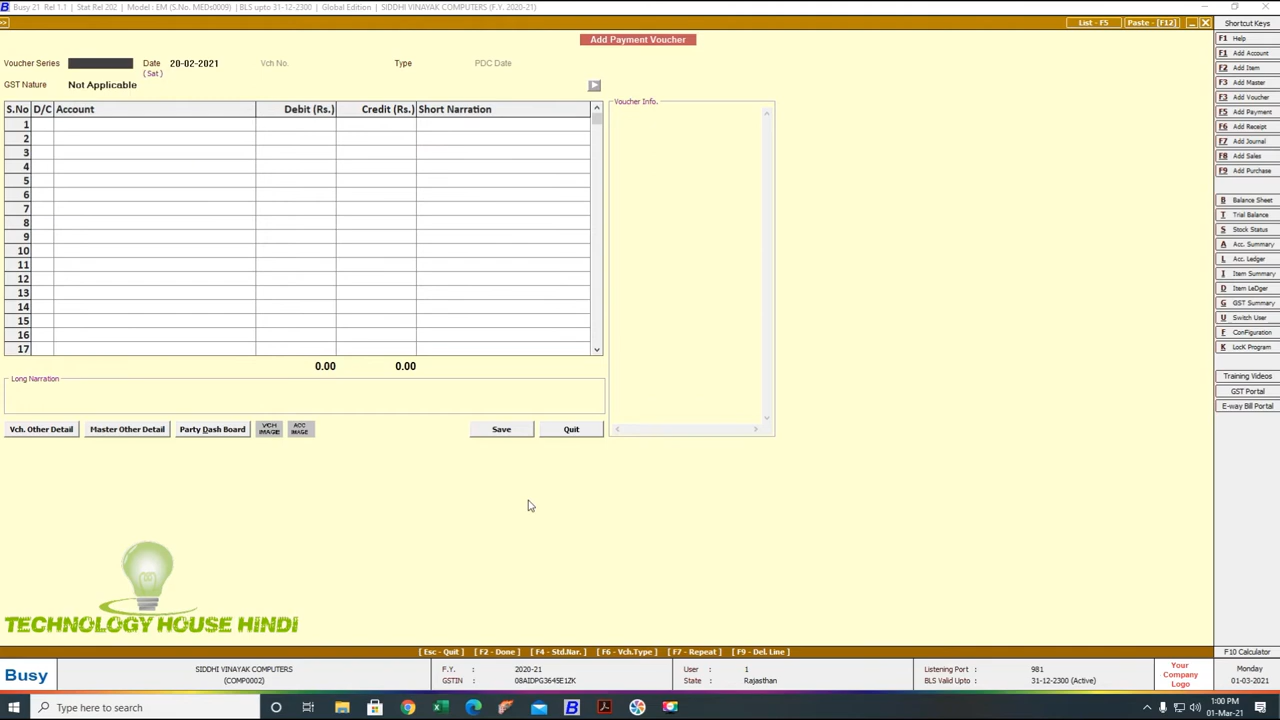 Busy 21 Rel 1.1 | Stat Rel 202 | Model : EM (S.No. MEDs0009) | BLS upto 31-12-2300 | Global Edition | SIDDHI VINAYAK COMPUTERS (F.Y. 2020-21)
>> List - F5 Paste - [F12]
Shortcut Keys
Add Payment Voucher
Voucher Series Date 20-02-2021 Vch No. Type PDC Date
(Sat)
GST Nature Not Applicable
S.No D/C Account Debit (Rs.) Credit (Rs.) Short Narration
1
2
3
4
5
6
7
8
9
10
11
12
13
14
15
16
17
0.00 0.00
Long Narration
Vch. Other Detail Master Other Detail Party Dash Board VCH IMAGE ACC IMAGE Save Quit
Voucher Info.
F1 Help
F1 Add Account
F2 Add Item
F3 Add Master
F3 Add Voucher
F5 Add Payment
F6 Add Receipt
F7 Add Journal
F8 Add Sales
F9 Add Purchase
B Balance Sheet
T Trial Balance
S Stock Status
A Acc. Summary
L Acc. Ledger
I Item Summary
D Item LeDger
G GST Summary
U Switch User
F ConFiguration
K LocK Program
Training Videos
GST Portal
E-way Bill Portal
TECHNOLOGY HOUSE HINDI
[ Esc - Quit ] [ F2 - Done ] [ F4 - Std.Nar. ] [ F6 - Vch.Type ] [ F7 - Repeat ] [ F9 - Del. Line ]
F10 Calculator
Busy
SIDDHI VINAYAK COMPUTERS
(COMP0002)
F.Y. : 2020-21
GSTIN : 08AIDPG3645E1ZK
User : 1
State : Rajasthan
Listening Port : 981
BLS Valid Upto : 31-12-2300 (Active)
Your
Company
Logo
Monday
01-03-2021
Type here to search
1:00 PM
01-Mar-21